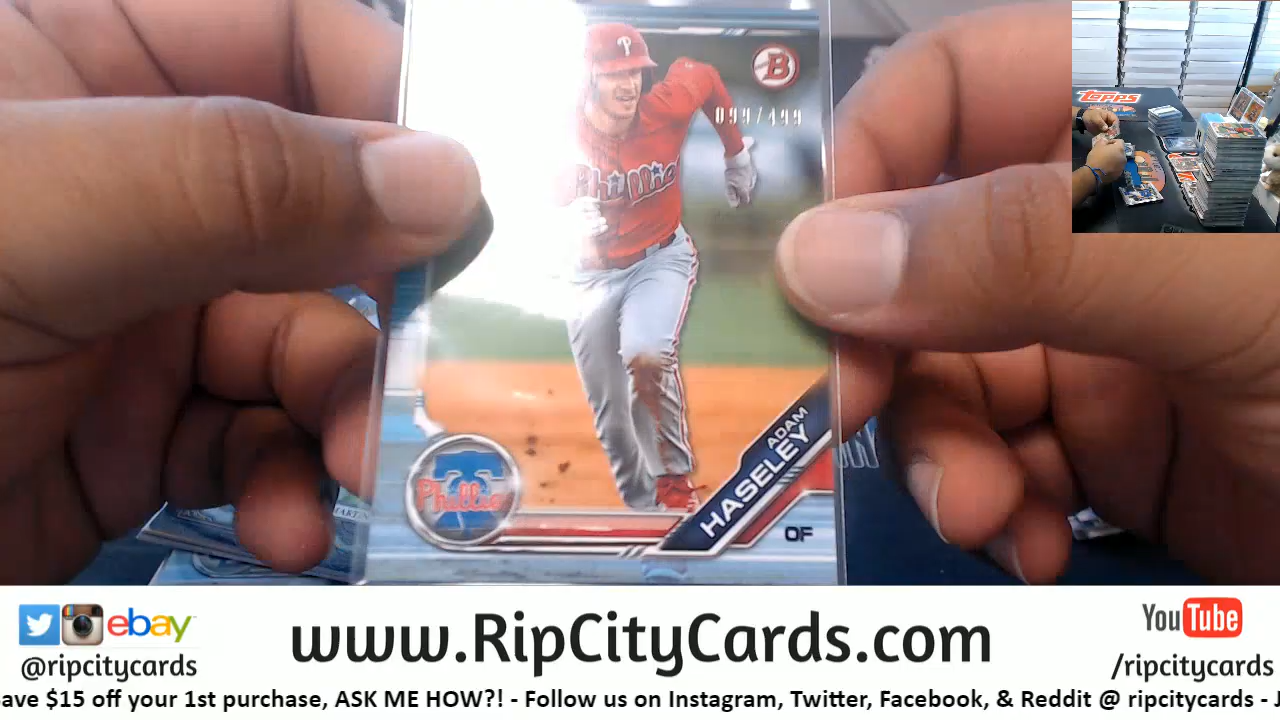 P
B
099/499
Phillies
Phillies
ADAM
HASELEY
OF
Topps
ebay
@ripcitycards
www.RipCityCards.com
YouTube
/ripcitycards
ave $15 off your 1st purchase, ASK ME HOW?! - Follow us on Instagram, Twitter, Facebook, & Reddit @ ripcitycards - J